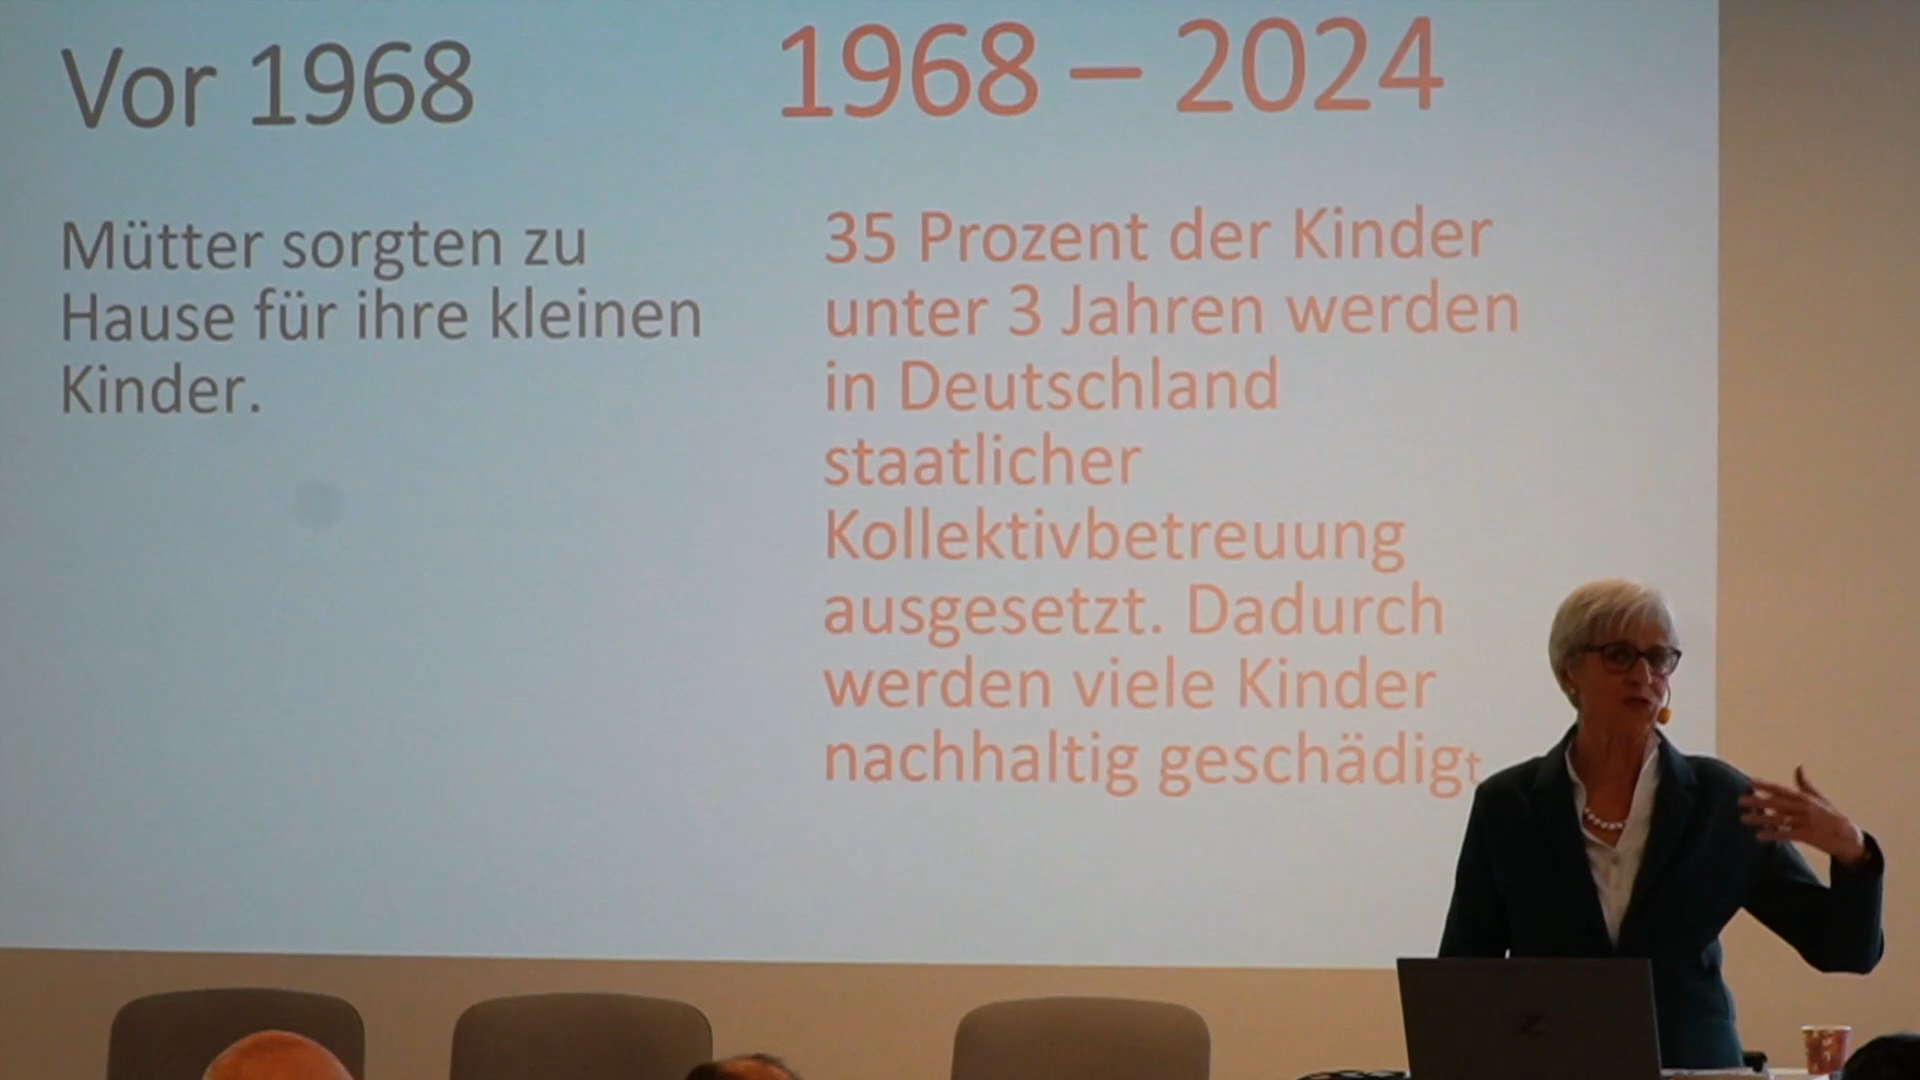 Vor 1968
Mütter sorgten zu
Hause für ihre kleinen
Kinder.
1968 – 2024
35 Prozent der Kinder
unter 3 Jahren werden
in Deutschland
staatlicher
Kollektivbetreuung
ausgesetzt. Dadurch
werden viele Kinder
nachhaltig geschädigt